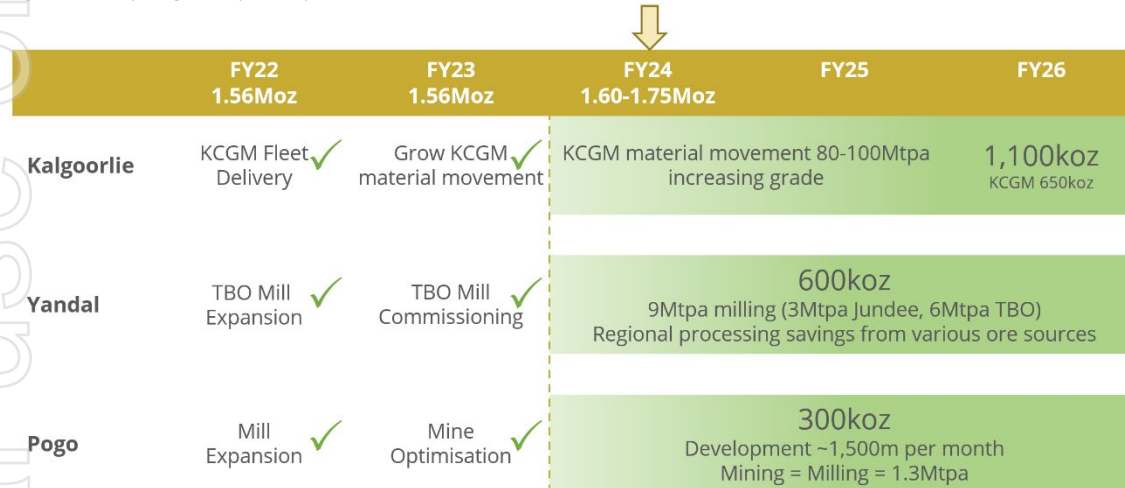 FY22
1.56Moz
FY23
1.56Moz
FY24
1.60-1.75Moz
FY25
FY26
Kalgoorlie
KCGM Fleet
Delivery
Grow KCGM
material movement
KCGM material movement 80-100Mtpa
increasing grade
1,100koz
KCGM 650koz
Yandal
TBO Mill
Expansion
TBO Mill
Commissioning
600koz
9Mtpa milling (3Mtpa Jundee, 6Mtpa TBO)
Regional processing savings from various ore sources
Pogo
Mill
Expansion
Mine
Optimisation
300koz
Development ~1,500m per month
Mining = Milling = 1.3Mtpa